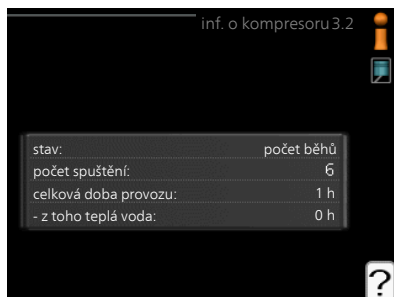 inf. o kompresoru 3.2
stav: počet běhů
počet spuštění: 6
celková doba provozu: 1 h
- z toho teplá voda: 0 h
?